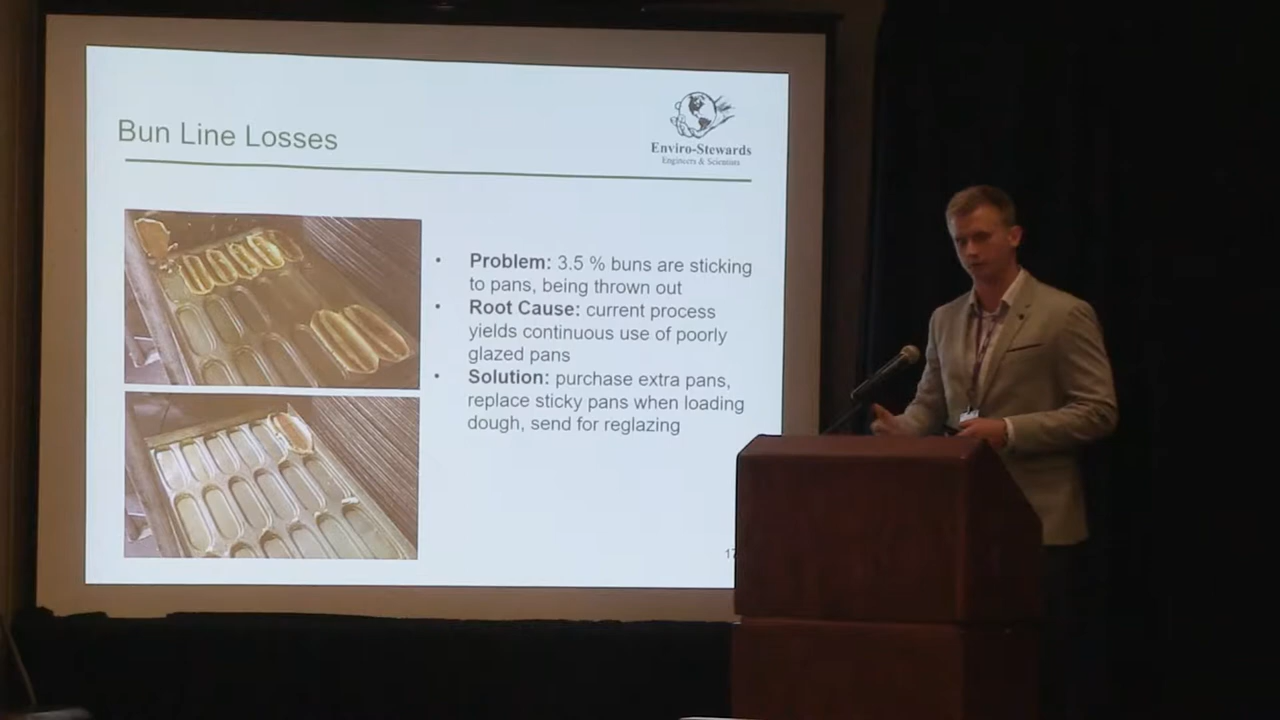 Bun Line Losses
Enviro-Stewards
Engineers & Scientists
• Problem: 3.5 % buns are sticking
to pans, being thrown out
• Root Cause: current process
yields continuous use of poorly
glazed pans
• Solution: purchase extra pans,
replace sticky pans when loading
dough, send for reglazing
17